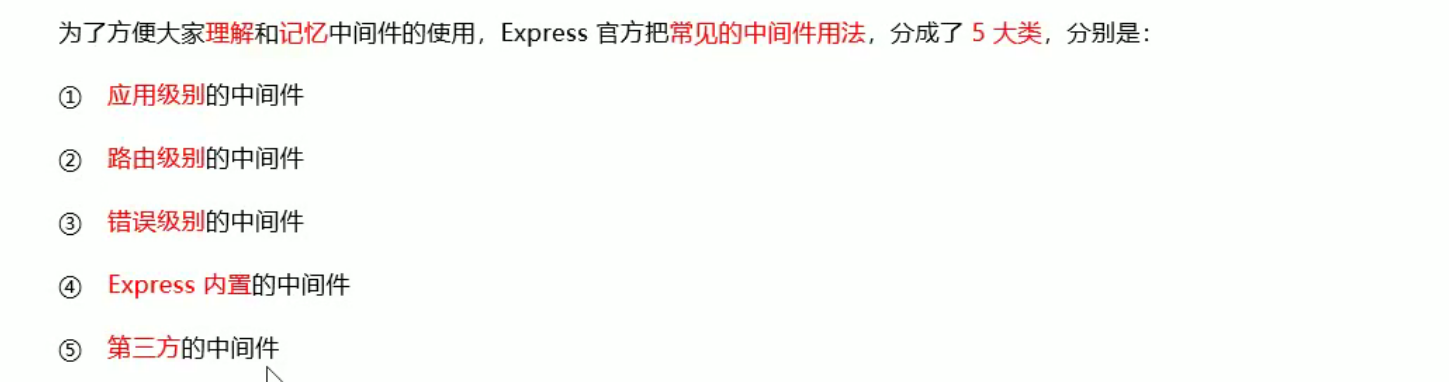 为了方便大家理解和记忆中间件的使用，Express 官方把常见的中间件用法，分成了 5 大类，分别是：
① 应用级别的中间件
② 路由级别的中间件
③ 错误级别的中间件
④ Express 内置的中间件
⑤ 第三方的中间件